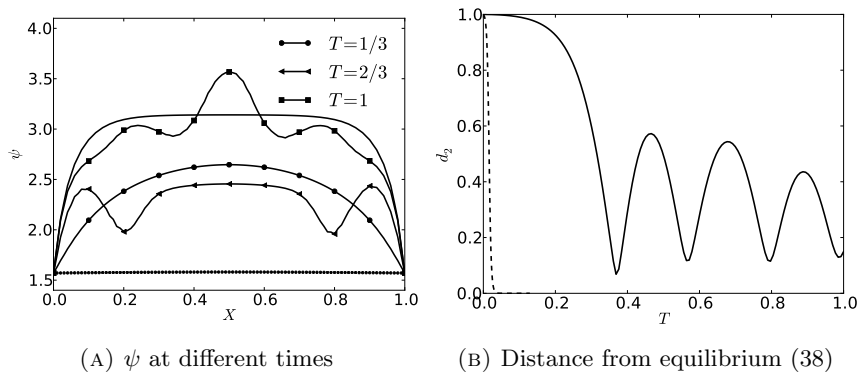 4.0
3.5
3.0
2.5
2.0
1.5
ψ
0.0 0.2 0.4 0.6 0.8 1.0
X
T=1/3
T=2/3
T=1
(A) ψ at different times
1.0
0.8
0.6
0.4
0.2
0.0
d₂
0.0 0.2 0.4 0.6 0.8 1.0
T
(B) Distance from equilibrium (38)